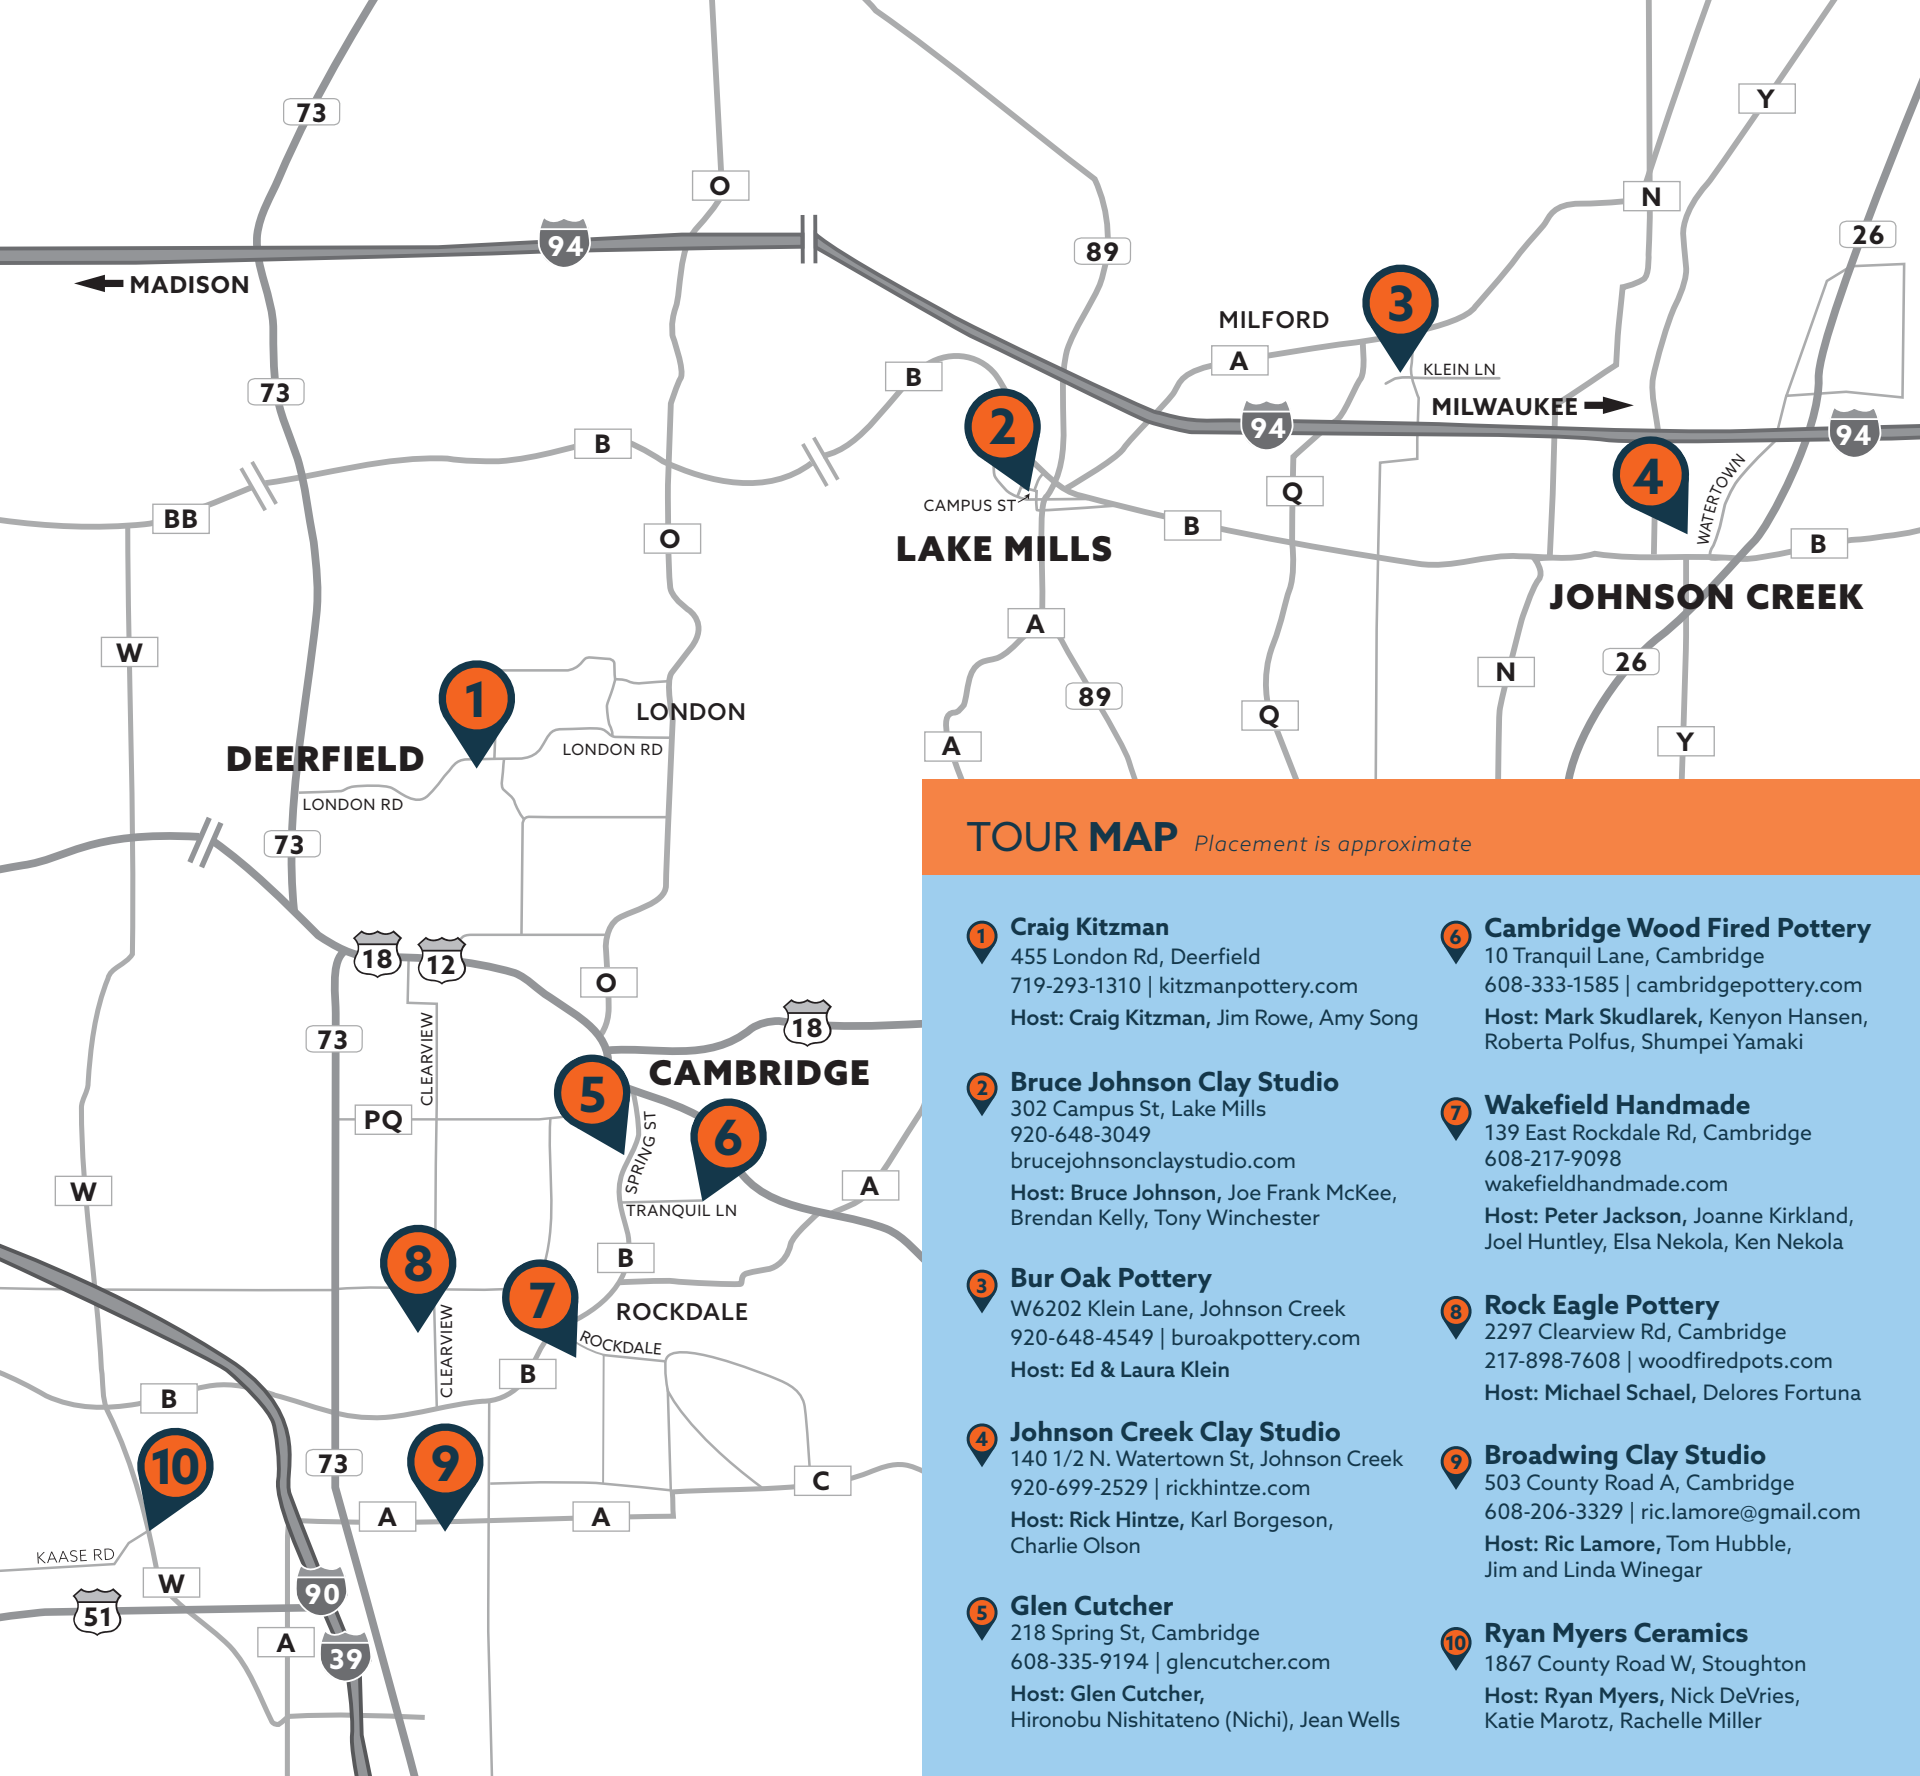 73
O
Y
N
26
94
MADISON
89
3
MILFORD
A
KLEIN LN
73
B
MILWAUKEE
94
94
2
B
4
WATERTOWN
BB
Q
CAMPUS ST
B
B
O
LAKE MILLS
JOHNSON CREEK
W
A
N
26
1
LONDON
89
Q
LONDON RD
A
Y
DEERFIELD
LONDON RD
73
18
12
O
18
73
CLEARVIEW
CAMBRIDGE
5
PQ
6
SPRING ST
W
A
TRANQUIL LN
B
8
7
ROCKDALE
ROCKDALE
CLEARVIEW
B
B
10
9
73
C
A
A
KAASE RD
W
90
51
A
39
TOUR MAP Placement is approximate
1 Craig Kitzman
455 London Rd, Deerfield
719-293-1310 | kitzmanpottery.com
Host: Craig Kitzman, Jim Rowe, Amy Song
2 Bruce Johnson Clay Studio
302 Campus St, Lake Mills
920-648-3049
brucejohnsonclaystudio.com
Host: Bruce Johnson, Joe Frank McKee,
Brendan Kelly, Tony Winchester
3 Bur Oak Pottery
W6202 Klein Lane, Johnson Creek
920-648-4549 | buroakpottery.com
Host: Ed & Laura Klein
4 Johnson Creek Clay Studio
140 1/2 N. Watertown St, Johnson Creek
920-699-2529 | rickhintze.com
Host: Rick Hintze, Karl Borgeson,
Charlie Olson
5 Glen Cutcher
218 Spring St, Cambridge
608-335-9194 | glencutcher.com
Host: Glen Cutcher,
Hironobu Nishitateno (Nichi), Jean Wells
6 Cambridge Wood Fired Pottery
10 Tranquil Lane, Cambridge
608-333-1585 | cambridgepottery.com
Host: Mark Skudlarek, Kenyon Hansen,
Roberta Polfus, Shumpei Yamaki
7 Wakefield Handmade
139 East Rockdale Rd, Cambridge
608-217-9098
wakefieldhandmade.com
Host: Peter Jackson, Joanne Kirkland,
Joel Huntley, Elsa Nekola, Ken Nekola
8 Rock Eagle Pottery
2297 Clearview Rd, Cambridge
217-898-7608 | woodfiredpots.com
Host: Michael Schael, Delores Fortuna
9 Broadwing Clay Studio
503 County Road A, Cambridge
608-206-3329 | ric.lamore@gmail.com
Host: Ric Lamore, Tom Hubble,
Jim and Linda Winegar
10 Ryan Myers Ceramics
1867 County Road W, Stoughton
Host: Ryan Myers, Nick DeVries,
Katie Marotz, Rachelle Miller